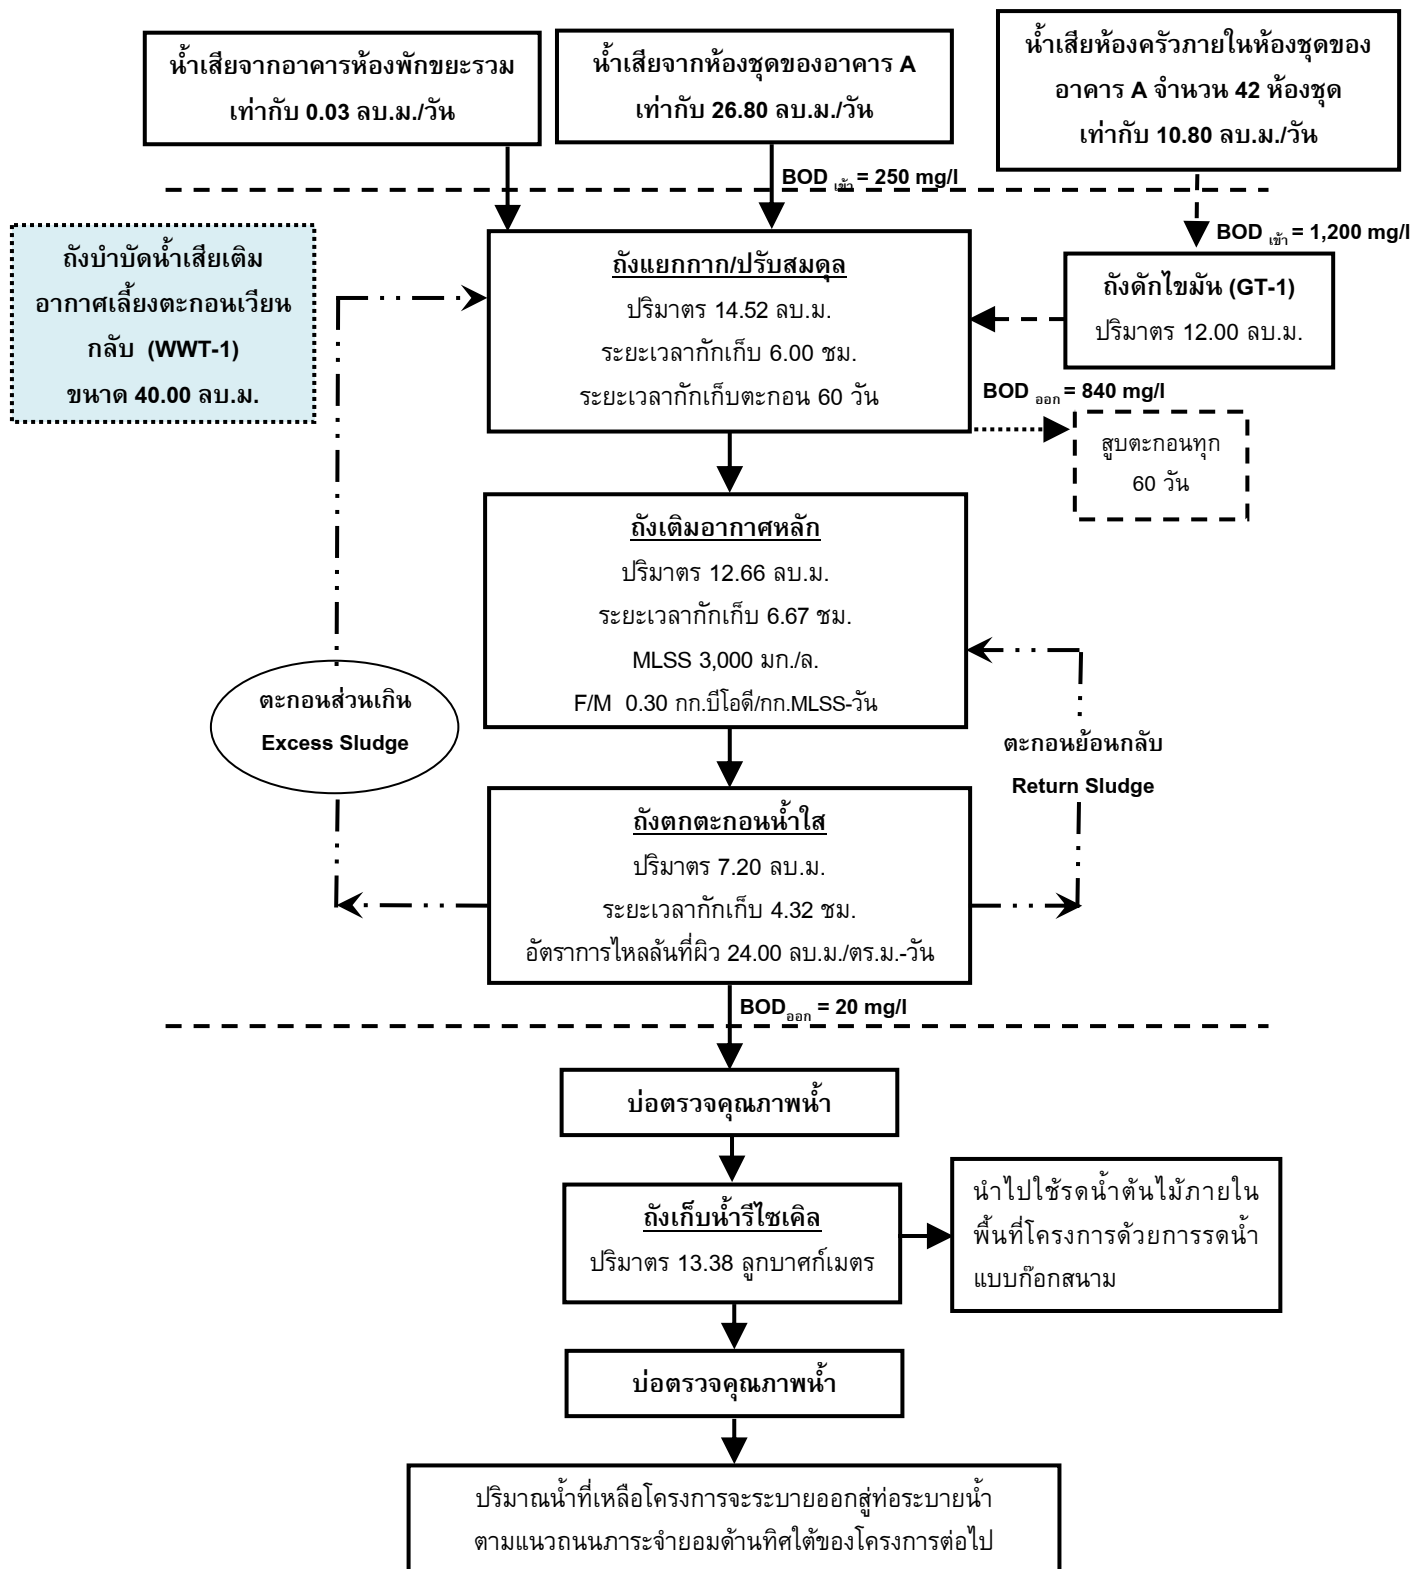 น้ำเสียจากอาคารห้องพักขยะรวม
เท่ากับ 0.03 ลบ.ม./วัน
น้ำเสียจากห้องชุดของอาคาร A
เท่ากับ 26.80 ลบ.ม./วัน
น้ำเสียห้องครัวภายในห้องชุดของ
อาคาร A จำนวน 42 ห้องชุด
เท่ากับ 10.80 ลบ.ม./วัน
BOD เข้า = 250 mg/l
BOD เข้า = 1,200 mg/l
ถังบำบัดน้ำเสียเติม
อากาศเลี้ยงตะกอนเวียน
กลับ (WWT-1)
ขนาด 40.00 ลบ.ม.
ถังแยกกาก/ปรับสมดุล
ปริมาตร 14.52 ลบ.ม.
ระยะเวลากักเก็บ 6.00 ชม.
ระยะเวลากักเก็บตะกอน 60 วัน
ถังดักไขมัน (GT-1)
ปริมาตร 12.00 ลบ.ม.
BOD ออก = 840 mg/l
สูบตะกอนทุก
60 วัน
ถังเติมอากาศหลัก
ปริมาตร 12.66 ลบ.ม.
ระยะเวลากักเก็บ 6.67 ชม.
MLSS 3,000 มก./ล.
F/M 0.30 กก.บีโอดี/กก.MLSS-วัน
ตะกอนส่วนเกิน
Excess Sludge
ตะกอนย้อนกลับ
Return Sludge
ถังตกตะกอนน้ำใส
ปริมาตร 7.20 ลบ.ม.
ระยะเวลากักเก็บ 4.32 ชม.
อัตราการไหลล้นที่ผิว 24.00 ลบ.ม./ตร.ม.-วัน
BODออก = 20 mg/l
บ่อตรวจคุณภาพน้ำ
ถังเก็บน้ำรีไซเคิล
ปริมาตร 13.38 ลูกบาศก์เมตร
นำไปใช้รดน้ำต้นไม้ภายใน
พื้นที่โครงการด้วยการรดน้ำ
แบบก๊อกสนาม
บ่อตรวจคุณภาพน้ำ
ปริมาณน้ำที่เหลือโครงการจะระบายออกสู่ท่อระบายน้ำ
ตามแนวถนนภาระจำยอมด้านทิศใต้ของโครงการต่อไป